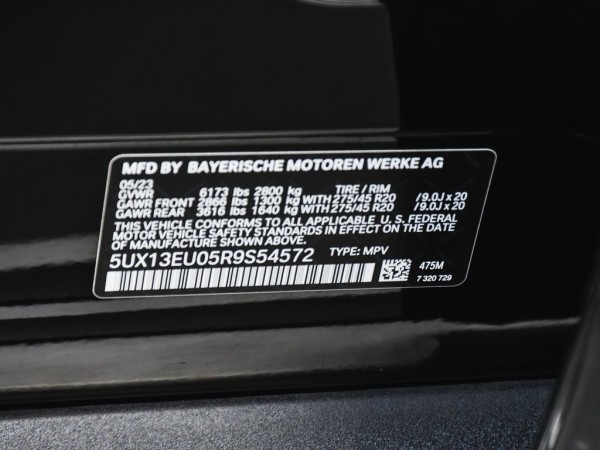 MFD BY BAYERISCHE MOTOREN WERKE AG
05/23
GVWR 6173 lbs 2800 kg TIRE / RIM
GAWR FRONT 2866 lbs 1300 kg WITH 275/45 R20 /9.0J x 20
GAWR REAR 3616 lbs 1640 kg WITH 275/45 R20 /9.0J x 20
THIS VEHICLE CONFORMS TO ALL APPLICABLE U. S. FEDERAL
MOTOR VEHICLE SAFETY STANDARDS IN EFFECT ON THE DATE
OF MANUFACTURE SHOWN ABOVE.
5UX13EU05R9S54572 TYPE: MPV
475M
7 320 729